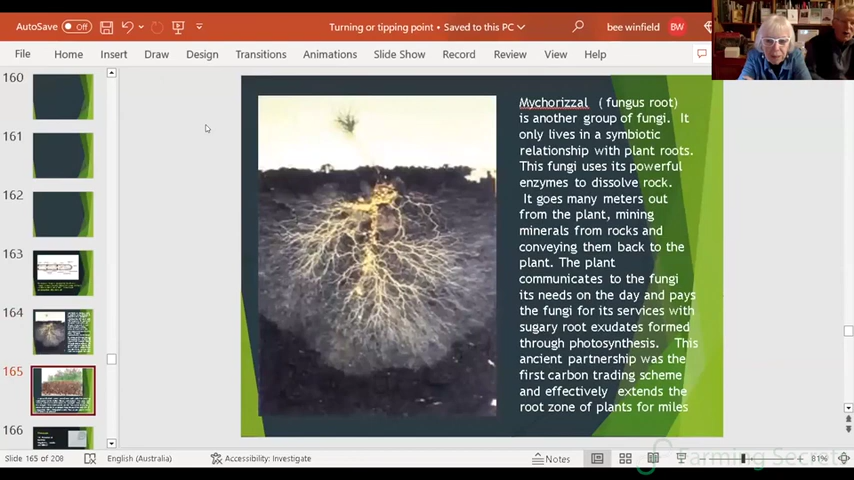 AutoSave
Off
Turning or tipping point • Saved to this PC
bee winfield
BW
File
Home
Insert
Draw
Design
Transitions
Animations
Slide Show
Record
Review
View
Help
160
161
162
163
164
165
166
Mychorizzal ( fungus root)
is another group of fungi. It
only lives in a symbiotic
relationship with plant roots.
This fungi uses its powerful
enzymes to dissolve rock.
It goes many meters out
from the plant, mining
minerals from rocks and
conveying them back to the
plant. The plant
communicates to the fungi
its needs on the day and pays
the fungi for its services with
sugary root exudates formed
through photosynthesis. This
ancient partnership was the
first carbon trading scheme
and effectively extends the
root zone of plants for miles
Farming Secrets
Slide 165 of 208
English (Australia)
Accessibility: Investigate
Notes
81%